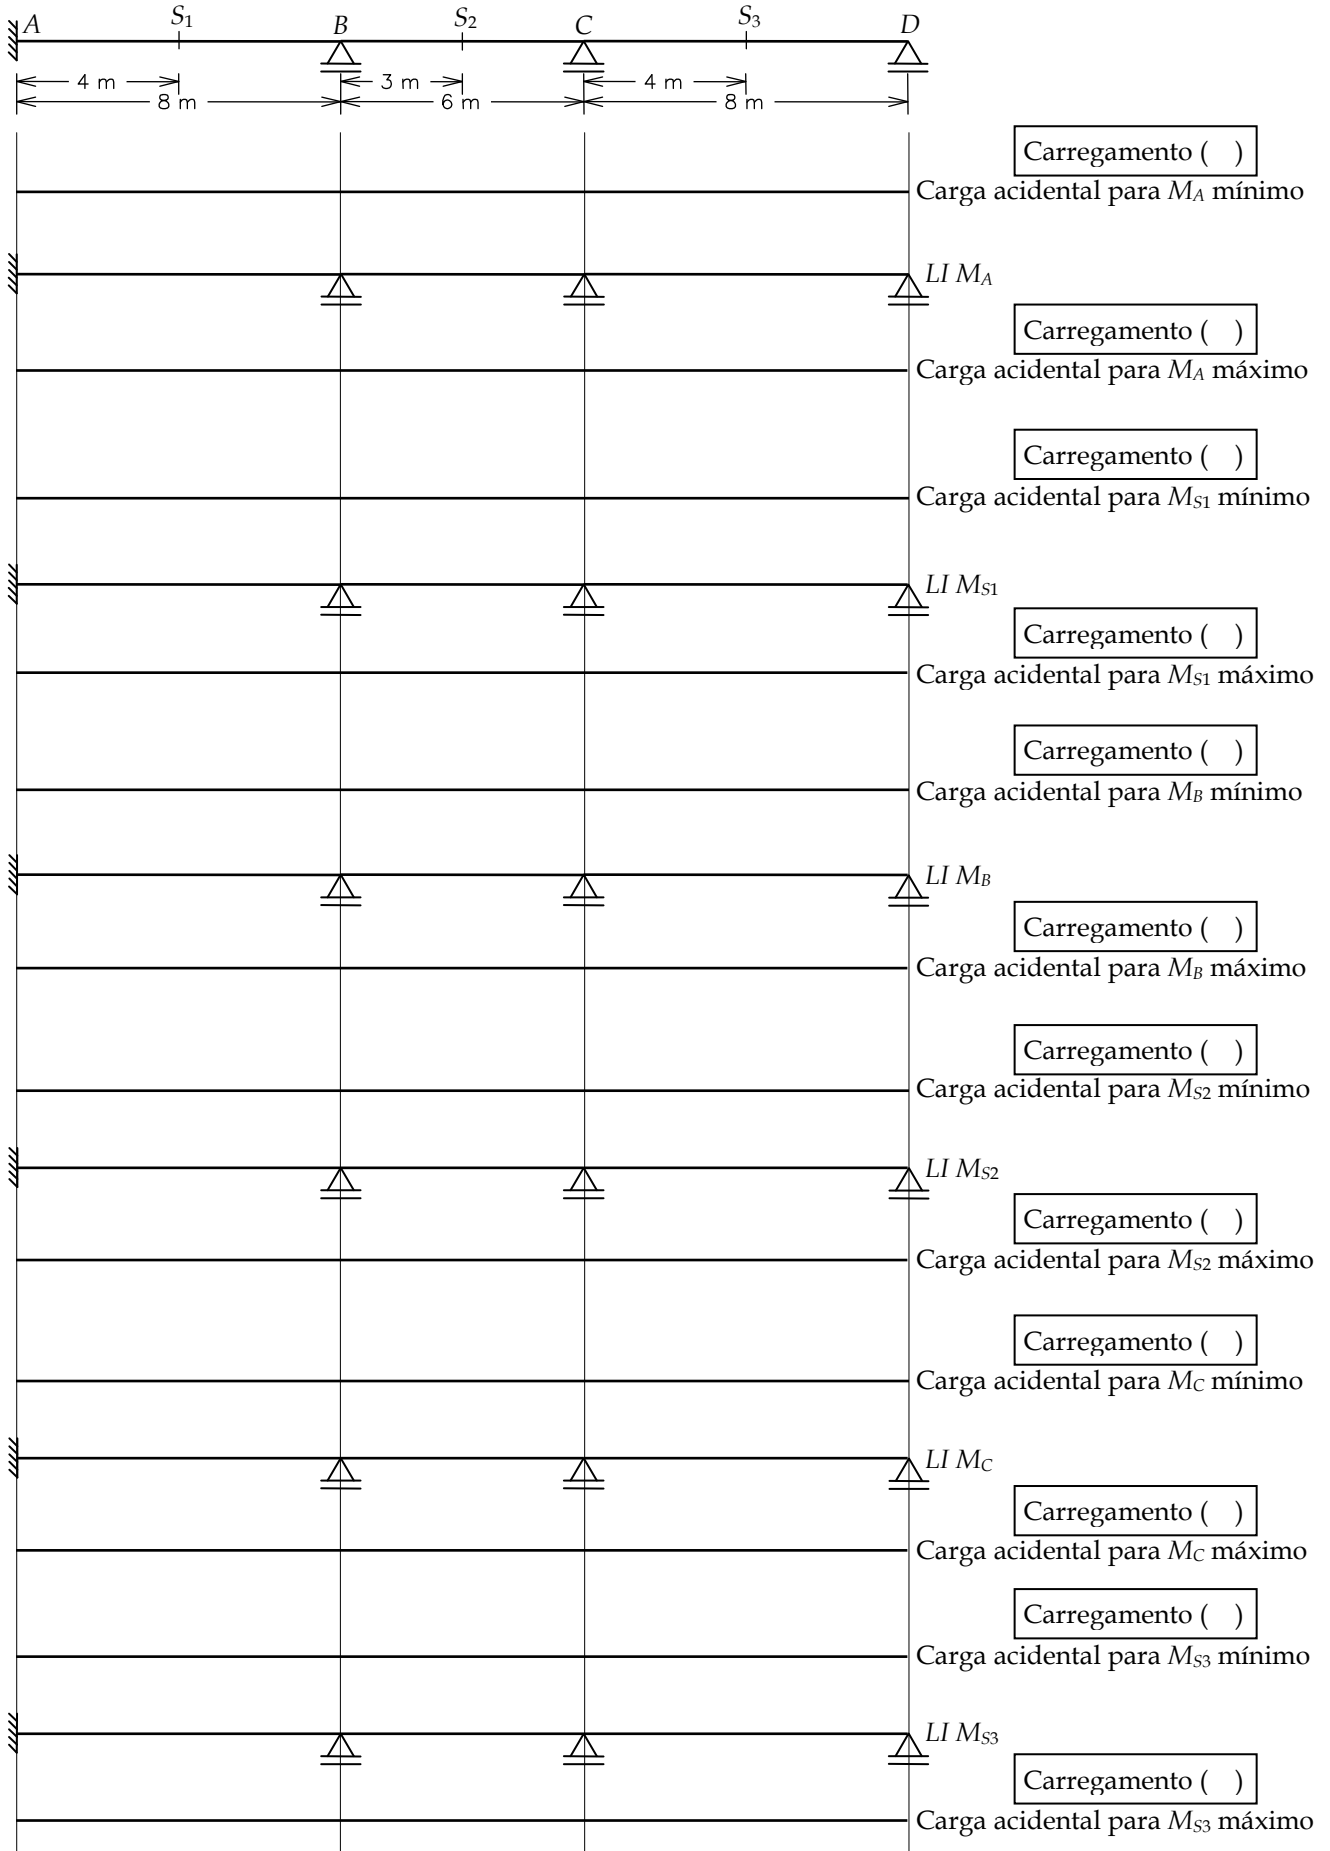 A S1 B S2 C S3 D
4 m 3 m 4 m
8 m 6 m 8 m
Carregamento ( )
Carga acidental para MA mínimo
LI MA
Carregamento ( )
Carga acidental para MA máximo
Carregamento ( )
Carga acidental para MS1 mínimo
LI MS1
Carregamento ( )
Carga acidental para MS1 máximo
Carregamento ( )
Carga acidental para MB mínimo
LI MB
Carregamento ( )
Carga acidental para MB máximo
Carregamento ( )
Carga acidental para MS2 mínimo
LI MS2
Carregamento ( )
Carga acidental para MS2 máximo
Carregamento ( )
Carga acidental para MC mínimo
LI MC
Carregamento ( )
Carga acidental para MC máximo
Carregamento ( )
Carga acidental para MS3 mínimo
LI MS3
Carregamento ( )
Carga acidental para MS3 máximo